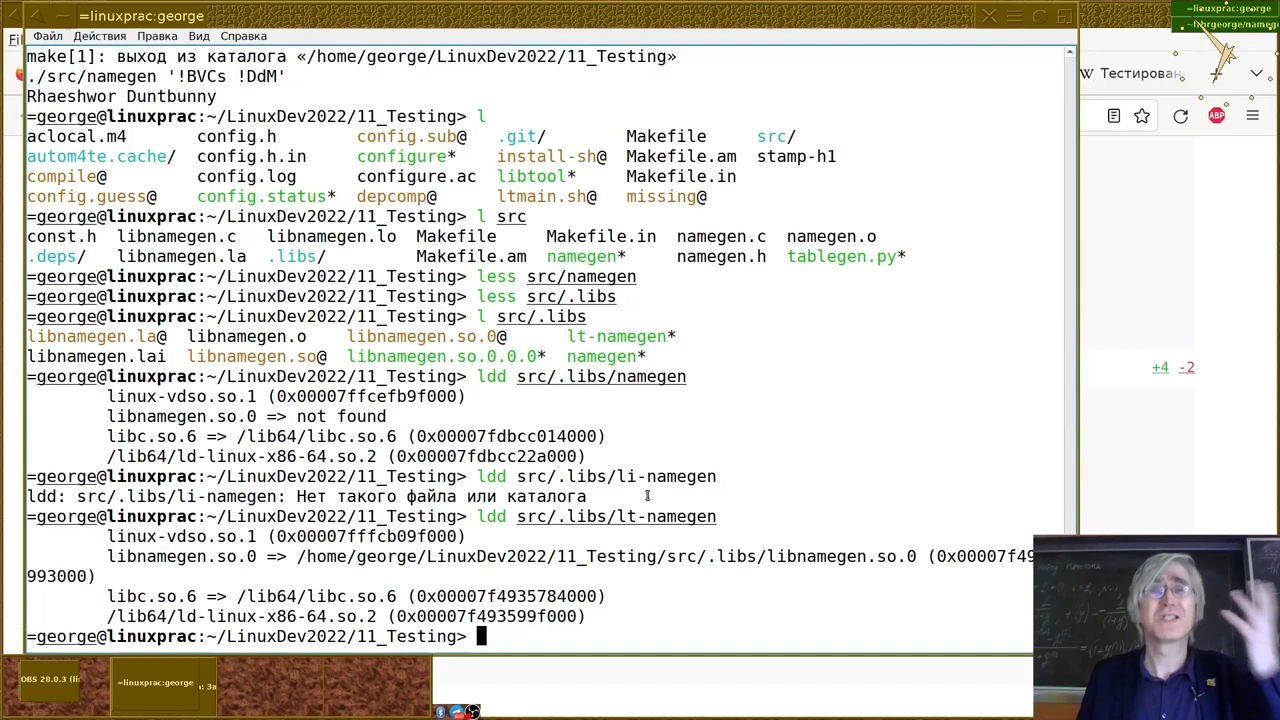 =linuxprac:george
=linuxprac:george
Файл Действия Правка Вид Справка
make[1]: выход из каталога «/home/george/LinuxDev2022/11_Testing»
./src/namegen '!BVCs !DdM'
Rhaeshwor Duntbunny
=george@linuxprac:~/LinuxDev2022/11_Testing> l
aclocal.m4 config.h config.sub@ .git/ Makefile src/
autom4te.cache/ config.h.in configure* install-sh@ Makefile.am stamp-h1
compile@ config.log configure.ac libtool* Makefile.in
config.guess@ config.status* depcomp@ ltmain.sh@ missing@
=george@linuxprac:~/LinuxDev2022/11_Testing> l src
const.h libnamegen.c libnamegen.lo Makefile Makefile.in namegen.c namegen.o
.deps/ libnamegen.la .libs/ Makefile.am namegen* namegen.h tablegen.py*
=george@linuxprac:~/LinuxDev2022/11_Testing> less src/namegen
=george@linuxprac:~/LinuxDev2022/11_Testing> less src/.libs
=george@linuxprac:~/LinuxDev2022/11_Testing> l src/.libs
libnamegen.la@ libnamegen.o libnamegen.so.0@ lt-namegen*
libnamegen.lai libnamegen.so@ libnamegen.so.0.0.0* namegen*
=george@linuxprac:~/LinuxDev2022/11_Testing> ldd src/.libs/namegen
linux-vdso.so.1 (0x00007ffcefb9f000)
libnamegen.so.0 => not found
libc.so.6 => /lib64/libc.so.6 (0x00007fdbcc014000)
/lib64/ld-linux-x86-64.so.2 (0x00007fdbcc22a000)
=george@linuxprac:~/LinuxDev2022/11_Testing> ldd src/.libs/li-namegen
ldd: src/.libs/li-namegen: Нет такого файла или каталога
=george@linuxprac:~/LinuxDev2022/11_Testing> ldd src/.libs/lt-namegen
linux-vdso.so.1 (0x00007fffcb09f000)
libnamegen.so.0 => /home/george/LinuxDev2022/11_Testing/src/.libs/libnamegen.so.0 (0x00007f49
993000)
libc.so.6 => /lib64/libc.so.6 (0x00007f4935784000)
/lib64/ld-linux-x86-64.so.2 (0x00007f493599f000)
=george@linuxprac:~/LinuxDev2022/11_Testing>
W Тестирован
ABP
+4 -2
OBS 28.0.3 (li
=linuxprac:george